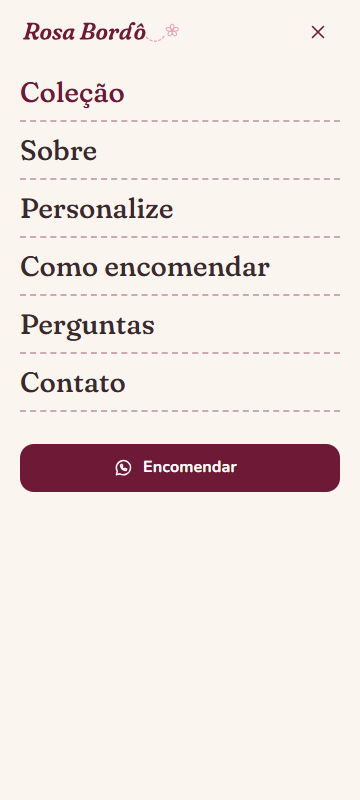 Rosa Bordô
Coleção
Sobre
Personalize
Como encomendar
Perguntas
Contato
Encomendar